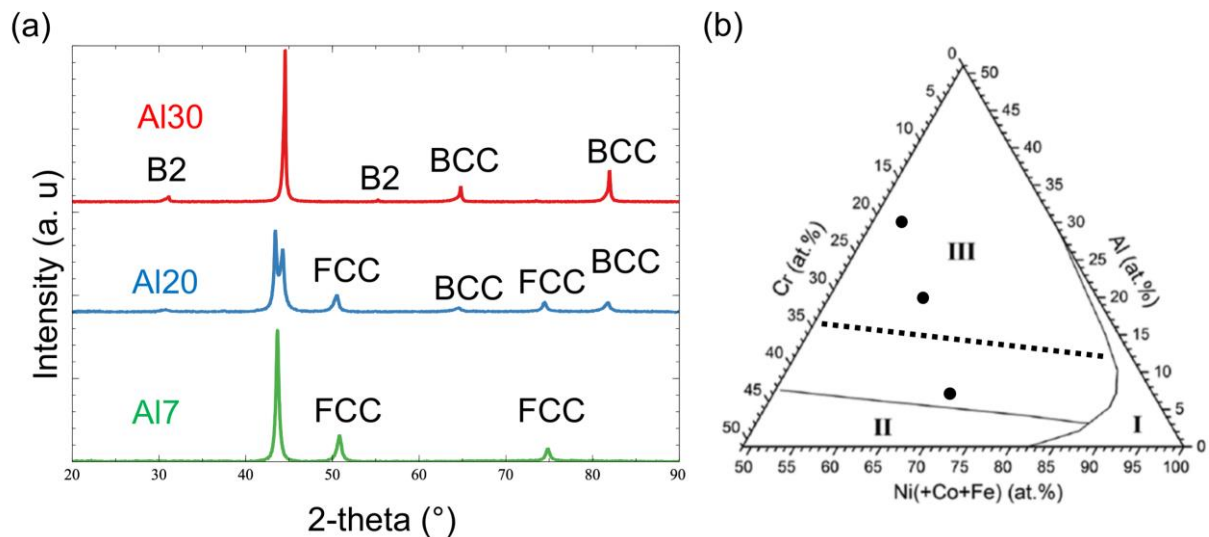 (a)
Al30
B2
B2
BCC
BCC
Al20
FCC
BCC
FCC
BCC
Al7
FCC
FCC
Intensity (a. u)
20 30 40 50 60 70 80 90
2-theta (°)
(b)
0
5
10
15
20
25
30
35
40
45
50
Cr (at.%)
50
45
40
35
30
25
20
15
10
5
0
Al (at.%)
III
II
I
50 55 60 65 70 75 80 85 90 95 100
Ni(+Co+Fe) (at.%)